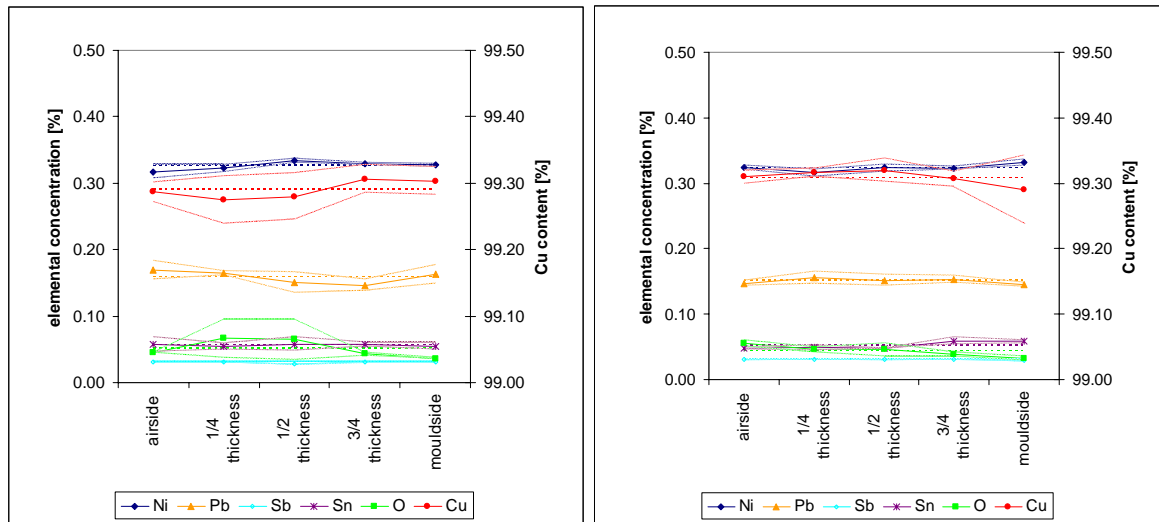 elemental concentration [%]
0.50
0.40
0.30
0.20
0.10
0.00
99.50
99.40
99.30
99.20
99.10
99.00
Cu content [%]
airside
1/4
thickness
1/2
thickness
3/4
thickness
mouldside
Ni Pb Sb Sn O Cu
elemental concentration [%]
0.50
0.40
0.30
0.20
0.10
0.00
99.50
99.40
99.30
99.20
99.10
99.00
Cu content [%]
airside
1/4
thickness
1/2
thickness
3/4
thickness
mouldside
Ni Pb Sb Sn O Cu